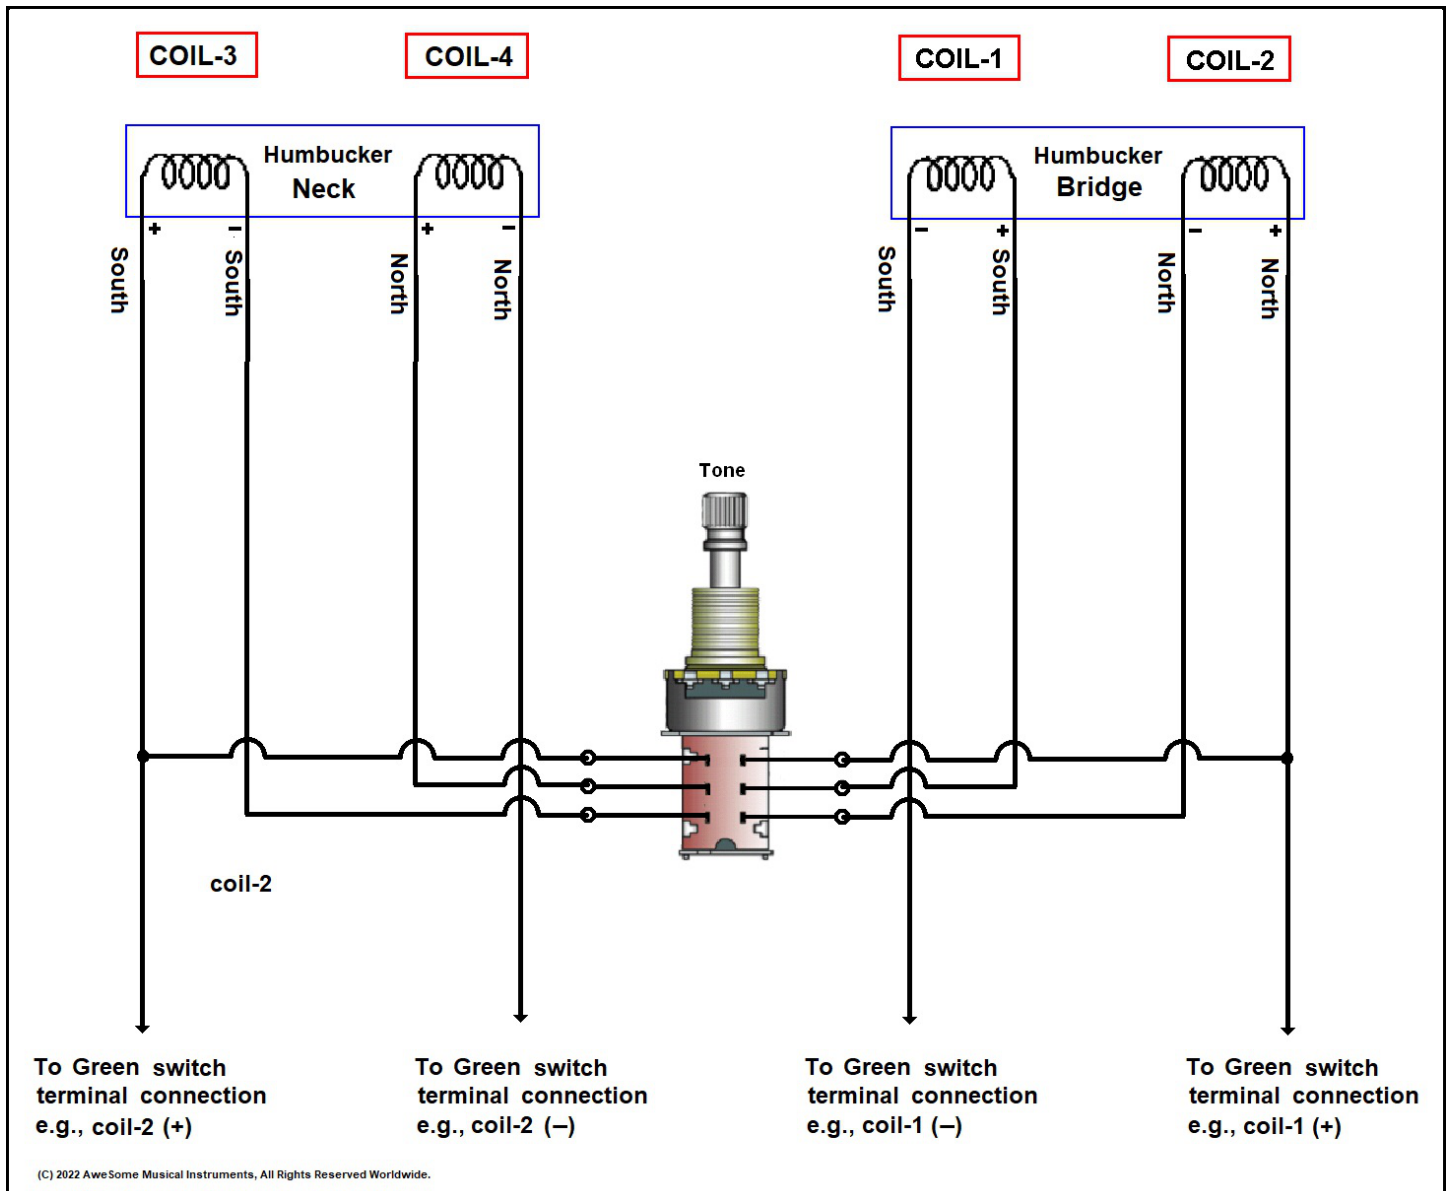 COIL-3
COIL-4
COIL-1
COIL-2
Humbucker
Neck
Humbucker
Bridge
+
–
+
–
–
+
–
+
South
South
North
North
South
South
North
North
Tone
coil-2
To Green switch
terminal connection
e.g., coil-2 (+)
To Green switch
terminal connection
e.g., coil-2 (–)
To Green switch
terminal connection
e.g., coil-1 (–)
To Green switch
terminal connection
e.g., coil-1 (+)
(C) 2022 AweSome Musical Instruments, All Rights Reserved Worldwide.